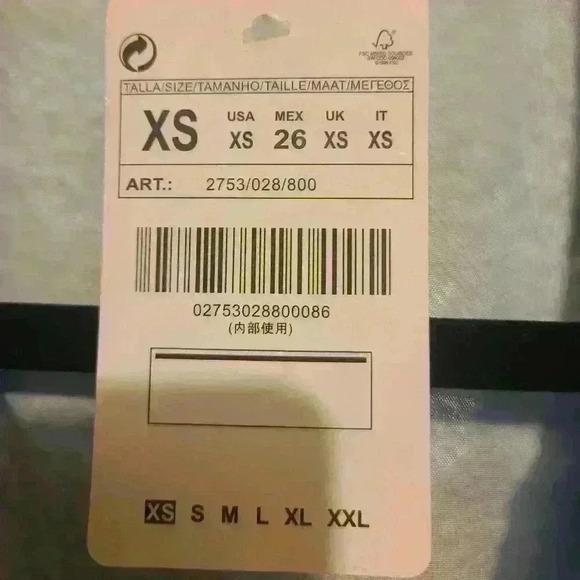 TALLA/SIZE/TAMANHO/TAILLE/MAAT/ΜΕΓΕΘΟΣ
XS
USA MEX UK IT
XS 26 XS XS
ART.: 2753/028/800
02753028800086
(内部使用)
XS S M L XL XXL